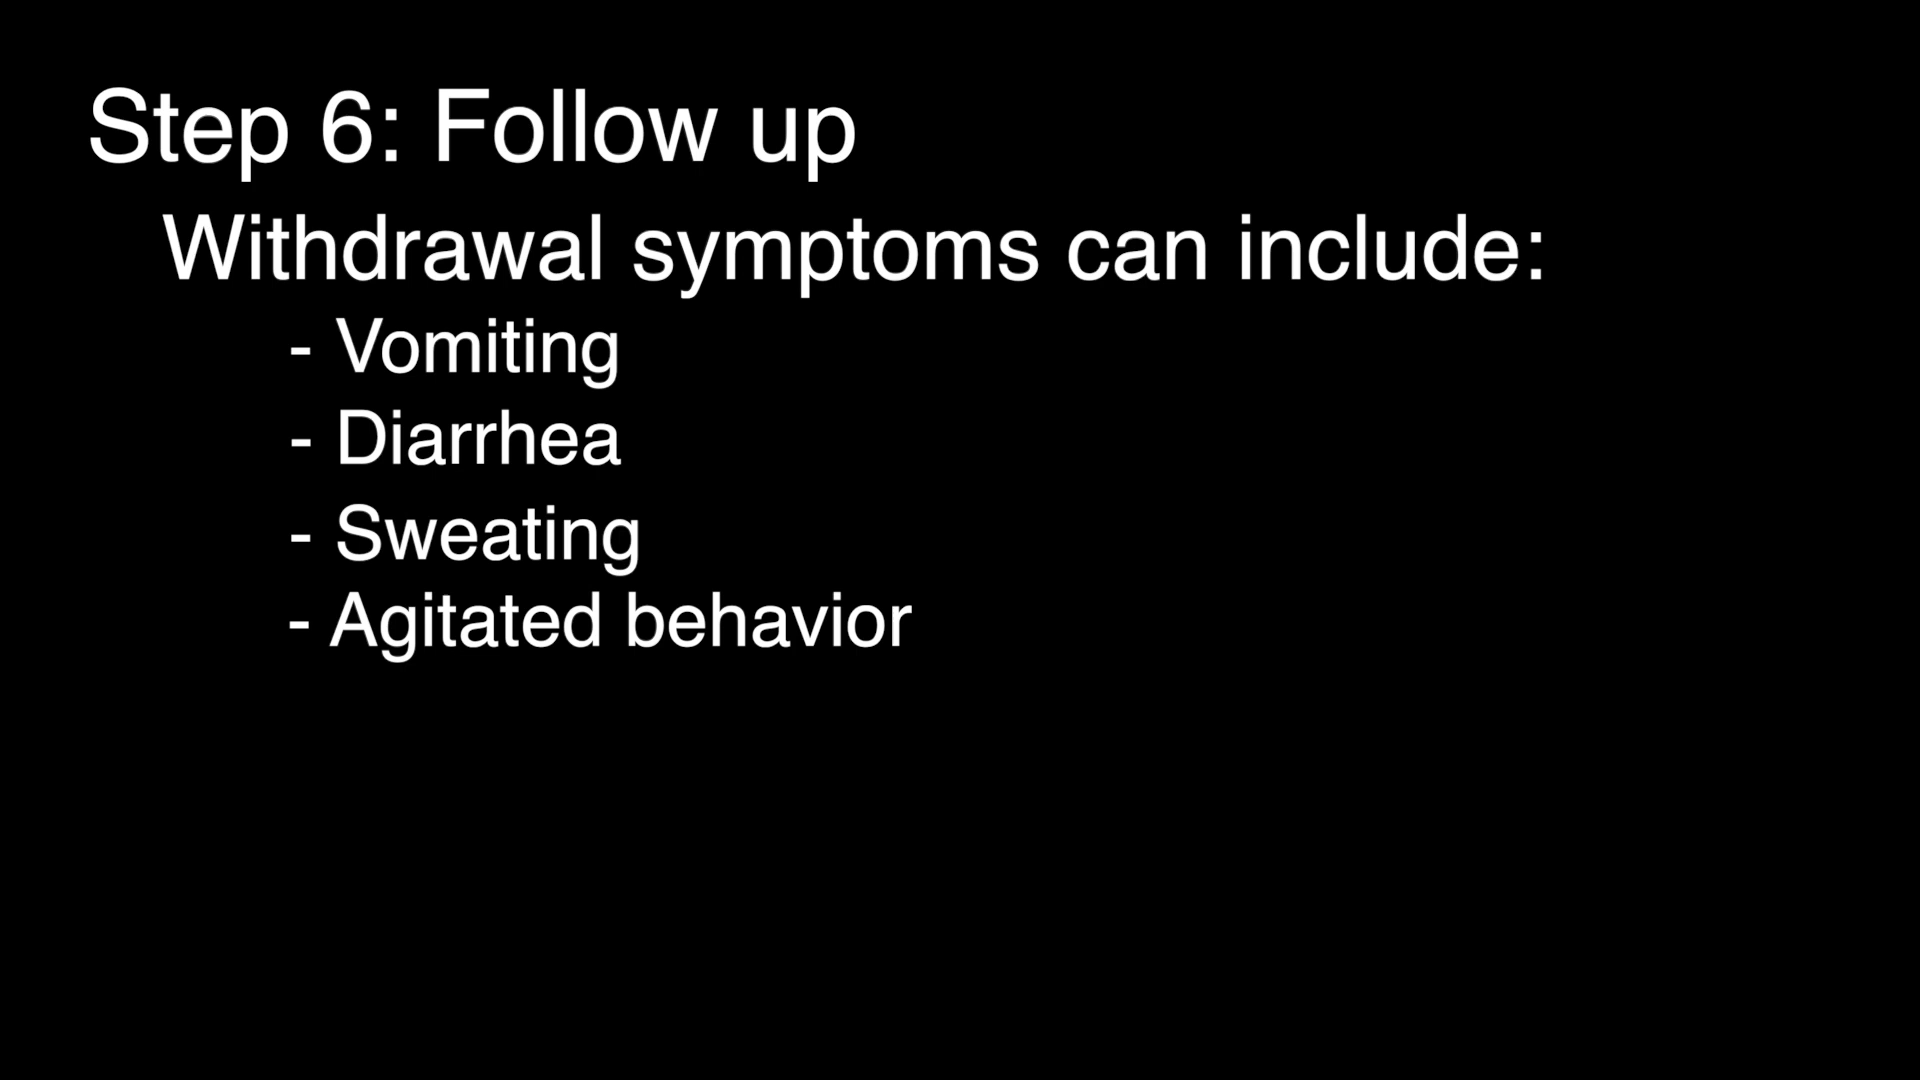 Step 6: Follow up
Withdrawal symptoms can include:
- Vomiting
- Diarrhea
- Sweating
- Agitated behavior